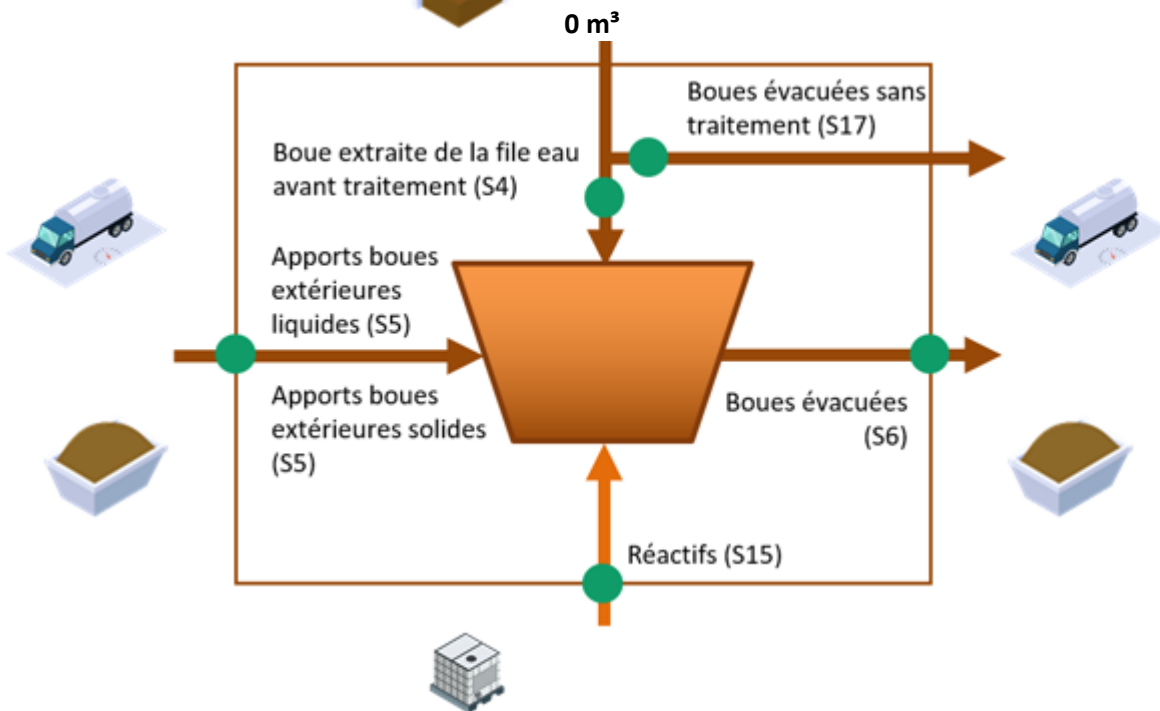 0 m³
Boues évacuées sans
traitement (S17)
Boue extraite de la file eau
avant traitement (S4)
Apports boues
extérieures
liquides (S5)
Apports boues
extérieures solides
(S5)
Boues évacuées
(S6)
Réactifs (S15)